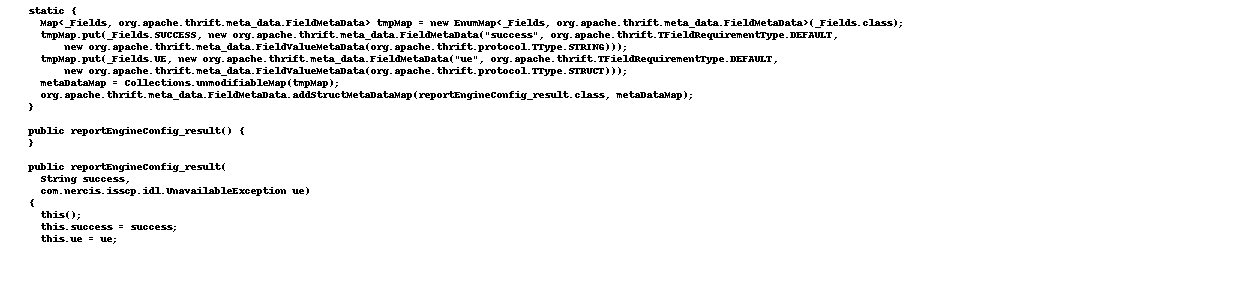 static {
Map<_Fields, org.apache.thrift.meta_data.FieldMetaData> tmpMap = new EnumMap<_Fields, org.apache.thrift.meta_data.FieldMetaData>(_Fields.class);
tmpMap.put(_Fields.SUCCESS, new org.apache.thrift.meta_data.FieldMetaData("success", org.apache.thrift.TFieldRequirementType.DEFAULT,
new org.apache.thrift.meta_data.FieldValueMetaData(org.apache.thrift.protocol.TType.STRING)));
tmpMap.put(_Fields.UE, new org.apache.thrift.meta_data.FieldMetaData("ue", org.apache.thrift.TFieldRequirementType.DEFAULT,
new org.apache.thrift.meta_data.FieldValueMetaData(org.apache.thrift.protocol.TType.STRUCT)));
metaDataMap = Collections.unmodifiableMap(tmpMap);
org.apache.thrift.meta_data.FieldMetaData.addStructMetaDataMap(reportEngineConfig_result.class, metaDataMap);
}
public reportEngineConfig_result() {
}
public reportEngineConfig_result(
String success,
com.nercis.isscp.idl.UnavailableException ue)
{
this();
this.success = success;
this.ue = ue;